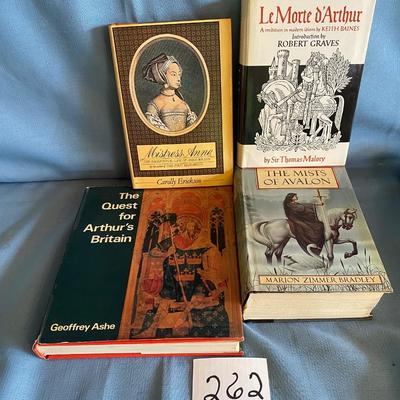 Mistress Anne
Carolly Erickson
Le Morte d'Arthur
A rendition in modern idiom by KEITH BAINES
Introduction by
ROBERT GRAVES
by Sir Thomas Malory
The
Quest
for
Arthur's
Britain
Geoffrey Ashe
THE MISTS
OF AVALON
MARION ZIMMER BRADLEY
262